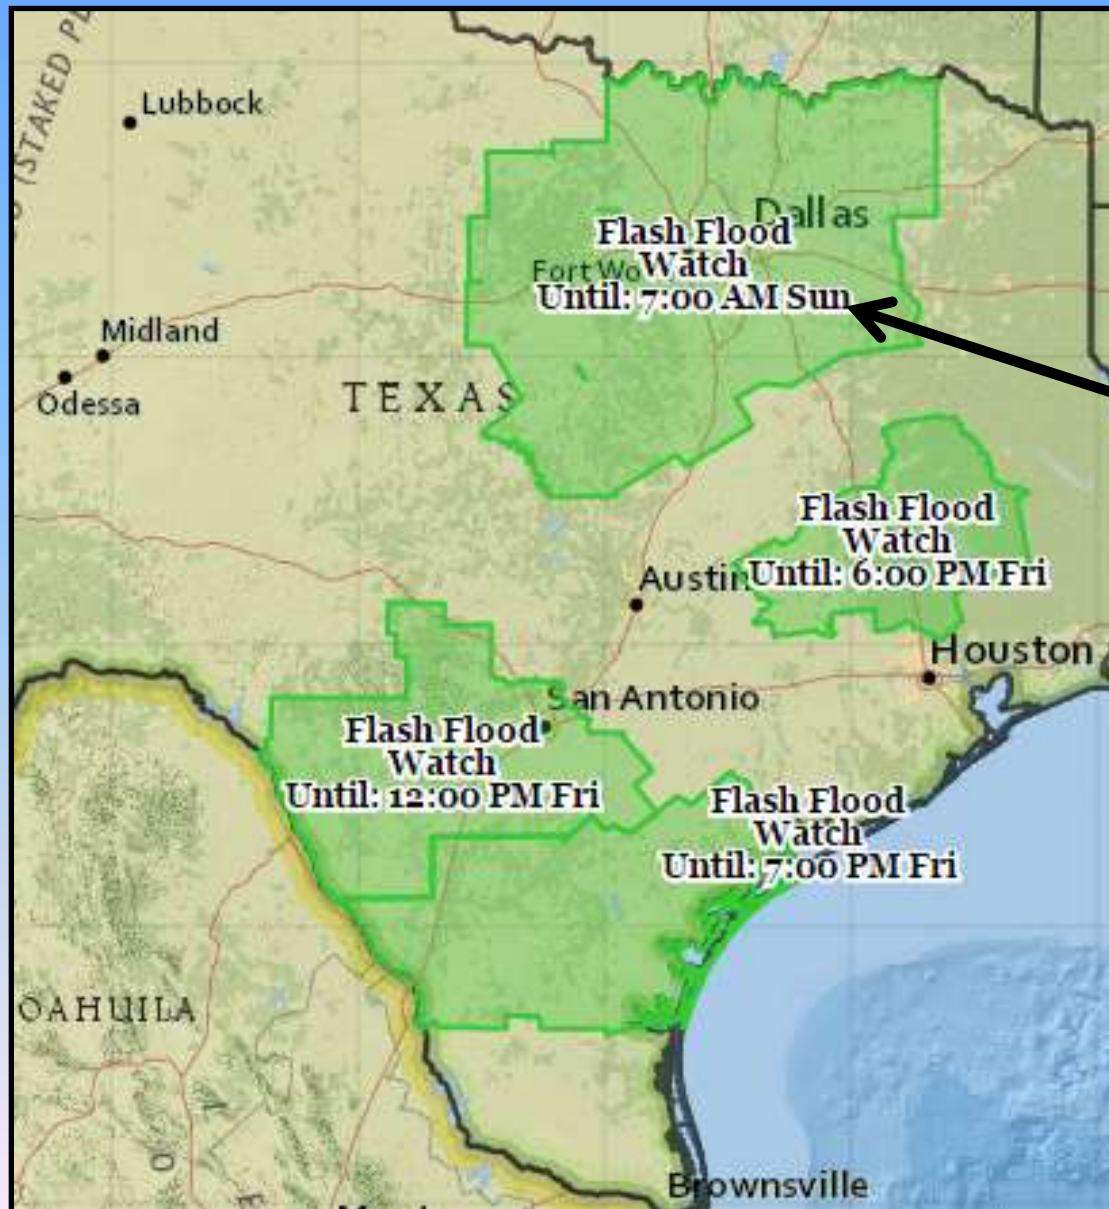 (STAKED PL
Lubbock
Dallas
Flash Flood
Fort Wo
Watch
Until: 7:00 AM Sun
Midland
Odessa
TEXAS
Flash Flood
Watch
Until: 6:00 PM Fri
Austin
Houston
San Antonio
Flash Flood
Watch
Until: 12:00 PM Fri
Flash Flood
Watch
Until: 7:00 PM Fri
OAHUILA
Brownsville